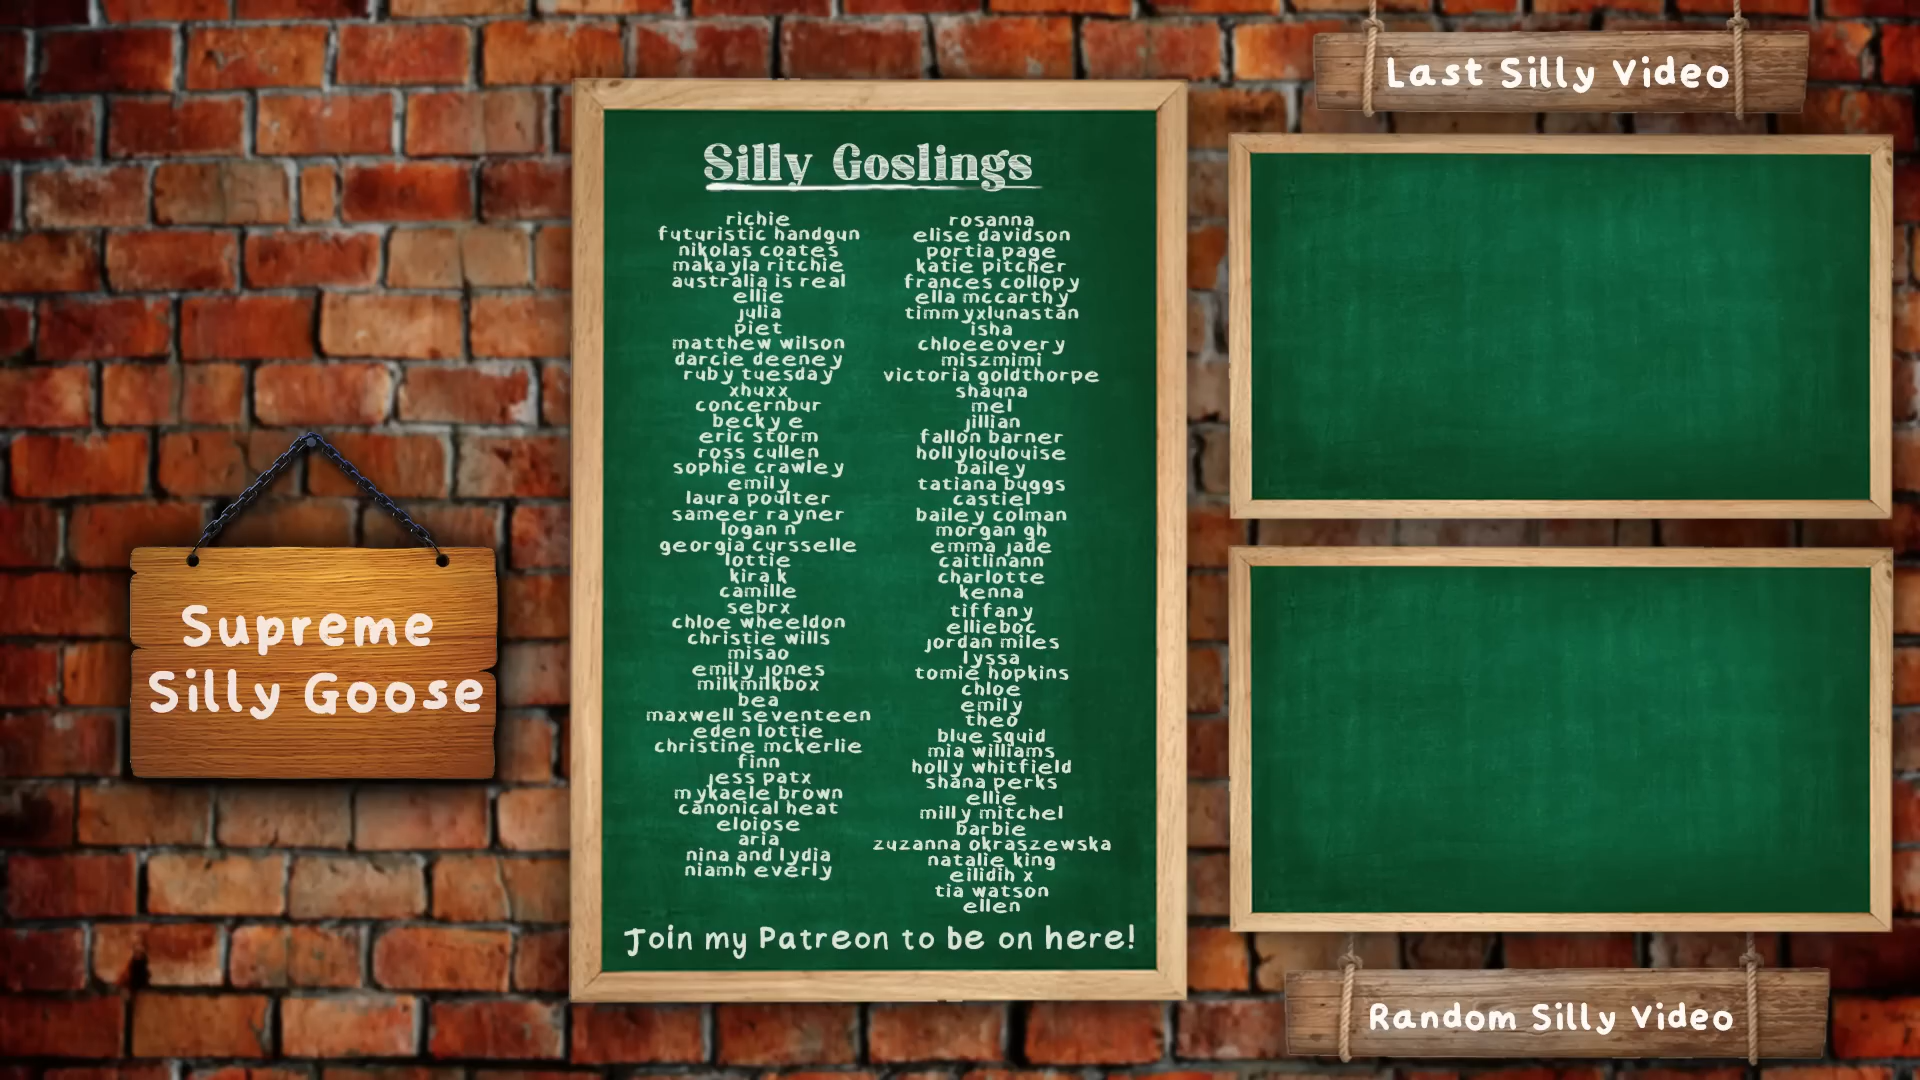 Last Silly Video
Silly Goslings
richie
futuristic handgun
nikolas coates
makayla ritchie
australia is real
ellie
julia
piet
matthew wilson
darcie deeney
ruby tuesday
xhuxx
concernbur
becky e
eric storm
ross cullen
sophie crawley
emily
laura poulter
sameer rayner
logan n
georgia cursselle
lottie
kira k
camille
sebrx
chloe wheeldon
christie wills
misao
emily jones
milkmilkbox
bea
maxwell seventeen
eden lottie
christine mckerlie
finn
jess patx
mykaele brown
canonical heat
eloiose
aria
nina and lydia
niamh everly
rosanna
elise davidson
portia page
katie pitcher
frances collopy
ella mccarthy
timmyxlunastan
isha
chloeeovery
miszmimi
victoria goldthorpe
shauna
mel
jillian
fallon barner
hollyloulouise
bailey
tatiana buggs
castiel
bailey colman
morgan gh
emma jade
caitlinann
charlotte
kenna
tiffany
ellieboc
jordan miles
lyssa
tomie hopkins
chloe
emily
theo
blue squid
mia williams
holly whitfield
shana perks
ellie
milly mitchel
barbie
zuzanna okraszewska
natalie king
eilidih x
tia watson
ellen
Join my Patreon to be on here!
Supreme
Silly Goose
Random Silly Video